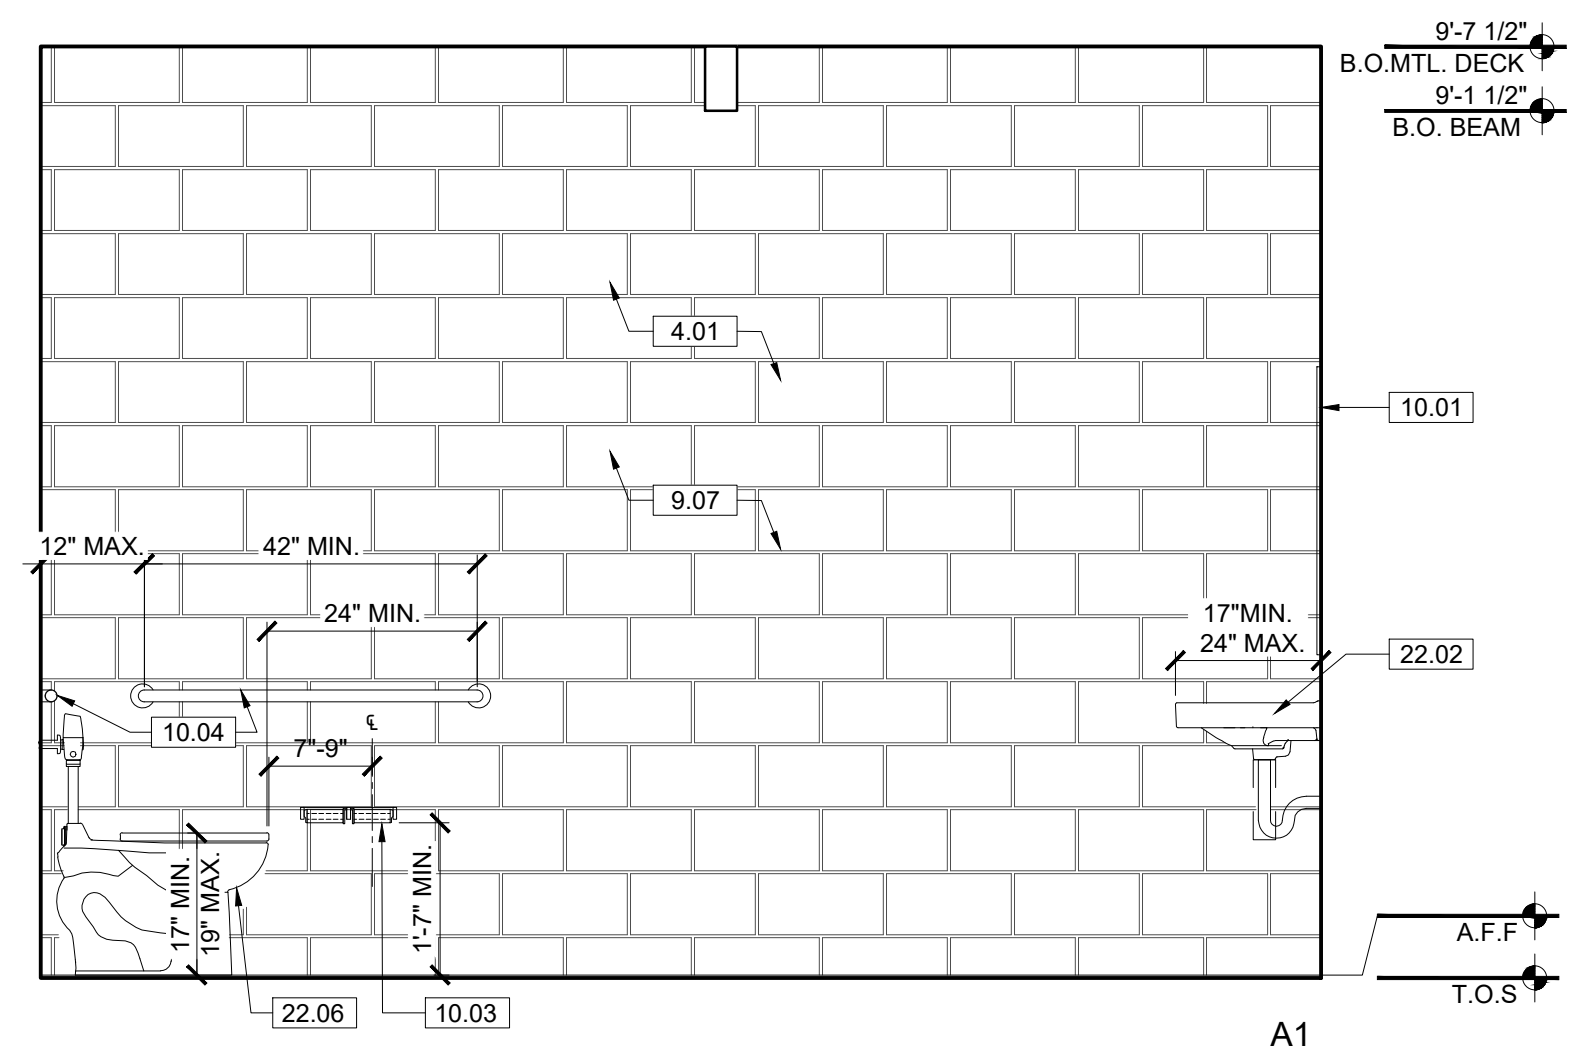 9'-7 1/2"
B.O.MTL. DECK
9'-1 1/2"
B.O. BEAM
4.01
10.01
9.07
12" MAX.
42" MIN.
24" MIN.
17"MIN.
24" MAX.
22.02
10.04
℄
7"-9"
17" MIN.
19" MAX.
1'-7" MIN.
A.F.F
T.O.S
22.06
10.03
A1